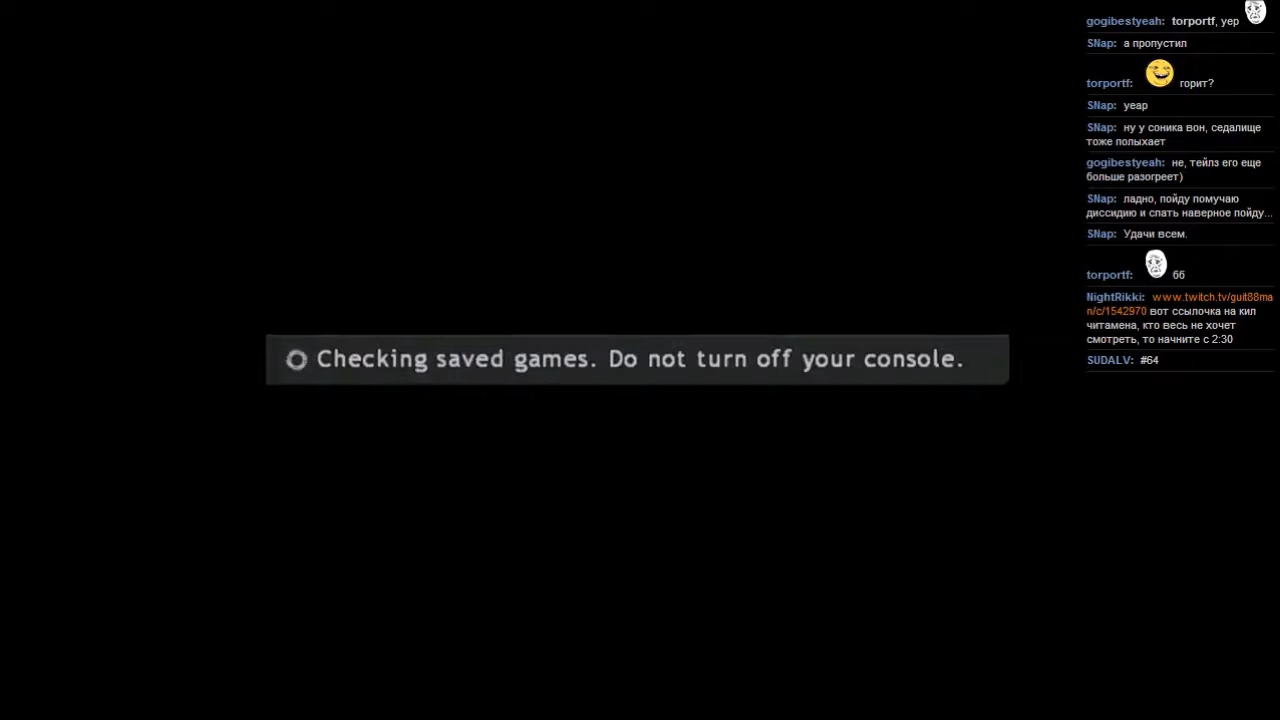 gogibestyeah: torportf, yep
SNap: а пропустил
torportf: горит?
SNap: yeap
SNap: ну у соника вон, седалище
тоже полыхает
gogibestyeah: не, тейлз его еще
больше разогреет)
SNap: ладно, пойду помучаю
диссидию и спать наверное пойду...
SNap: Удачи всем.
torportf: бб
NightRikki: www.twitch.tv/guit88ma
n/c/1542970 вот ссылочка на кил
читамена, кто весь не хочет
смотреть, то начните с 2:30
SUDALV: #64
Checking saved games. Do not turn off your console.